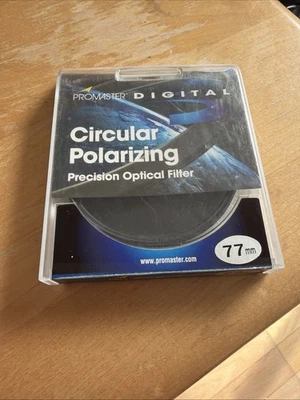 PROMASTER DIGITAL
Circular
Polarizing
Precision Optical Filter
www.promaster.com
77mm